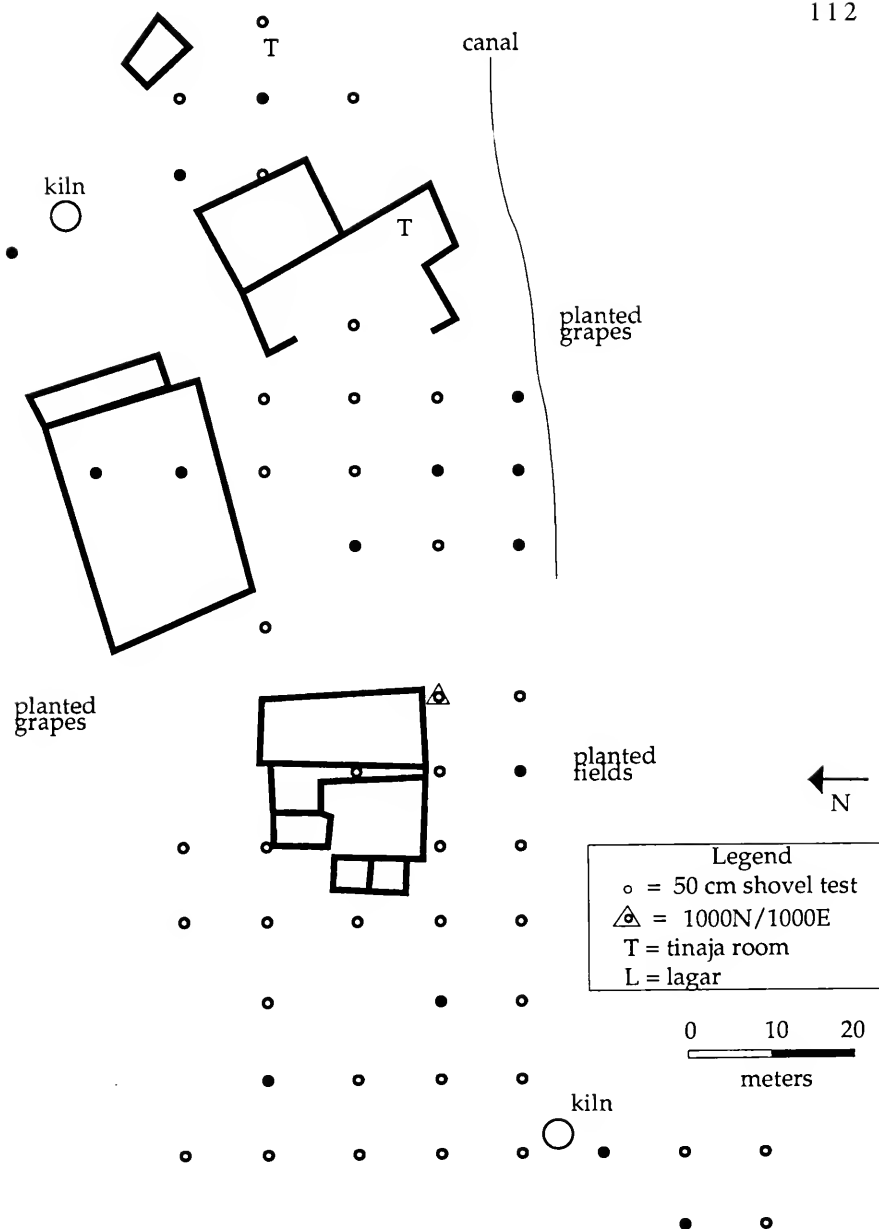 112
canal
T
kiln
T
planted
grapes
planted
grapes
planted
fields
N
Legend
= 50 cm shovel test
= 1000N/1000E
T = tinaja room
L = lagar
0 10 20
meters
kiln